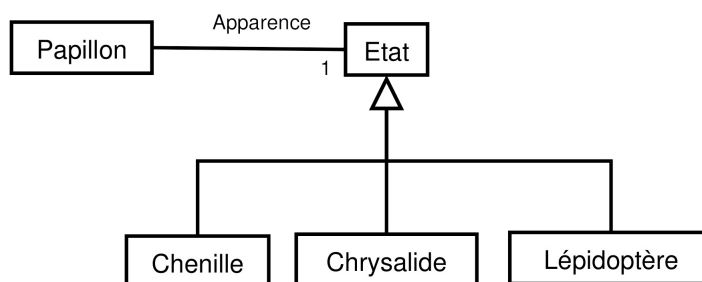 Apparence
Papillon
Etat
1
Chenille
Chrysalide
Lépidoptère